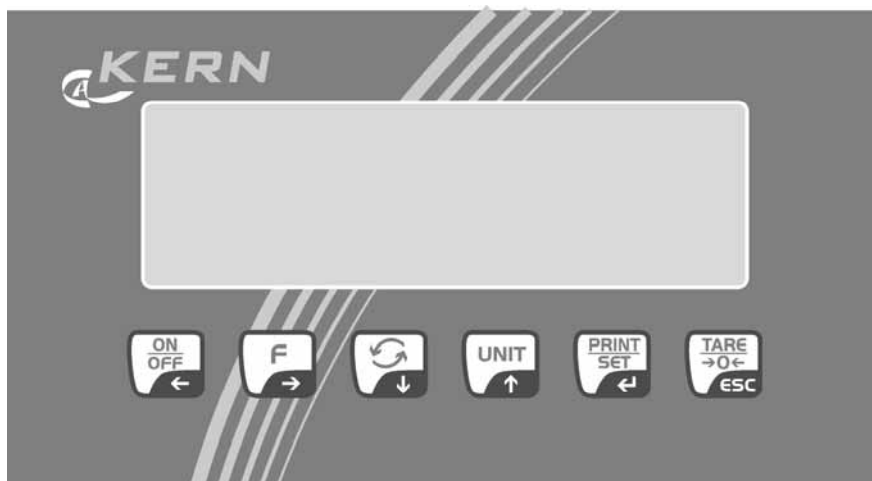 KERN
ON
OFF
←
F
→
↓
UNIT
↑
PRINT
SET
↵
TARE
→0←
ESC